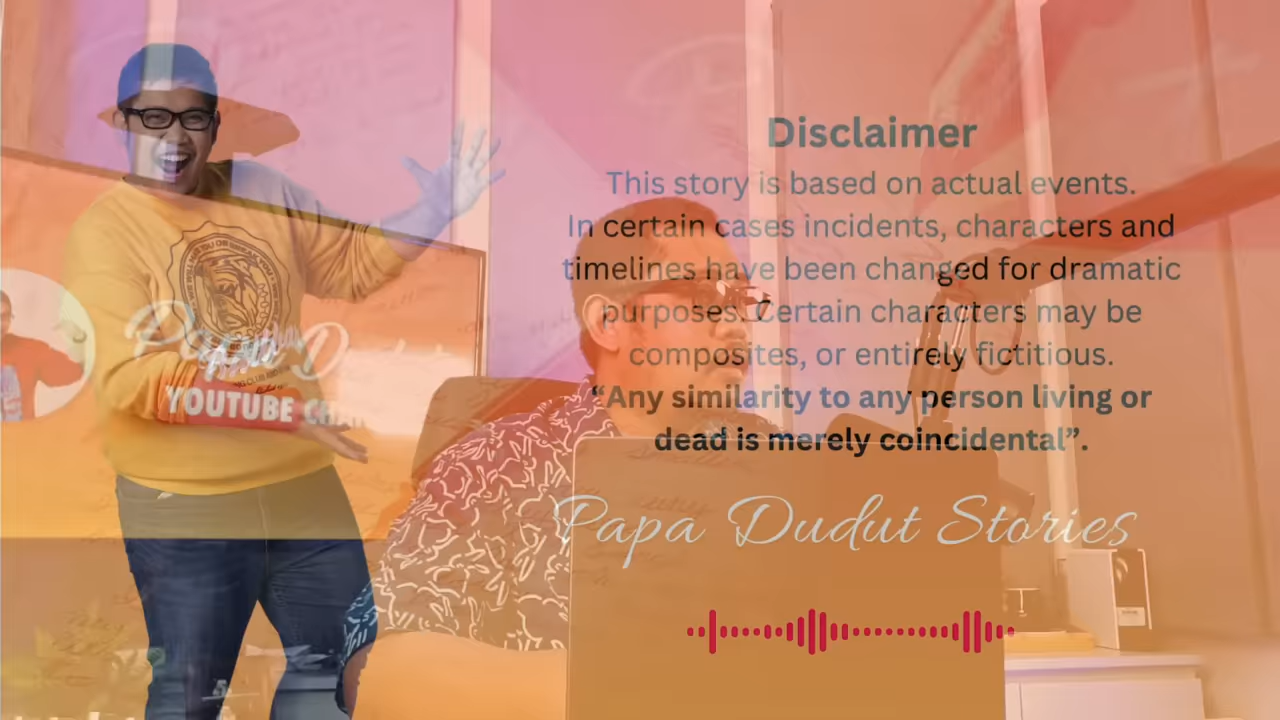 Disclaimer
This story is based on actual events.
In certain cases incidents, characters and
timelines have been changed for dramatic
purposes. Certain characters may be
composites, or entirely fictitious.
“Any similarity to any person living or
dead is merely coincidental”.
Papa Dudut Stories
Papa D
YOUTUBE